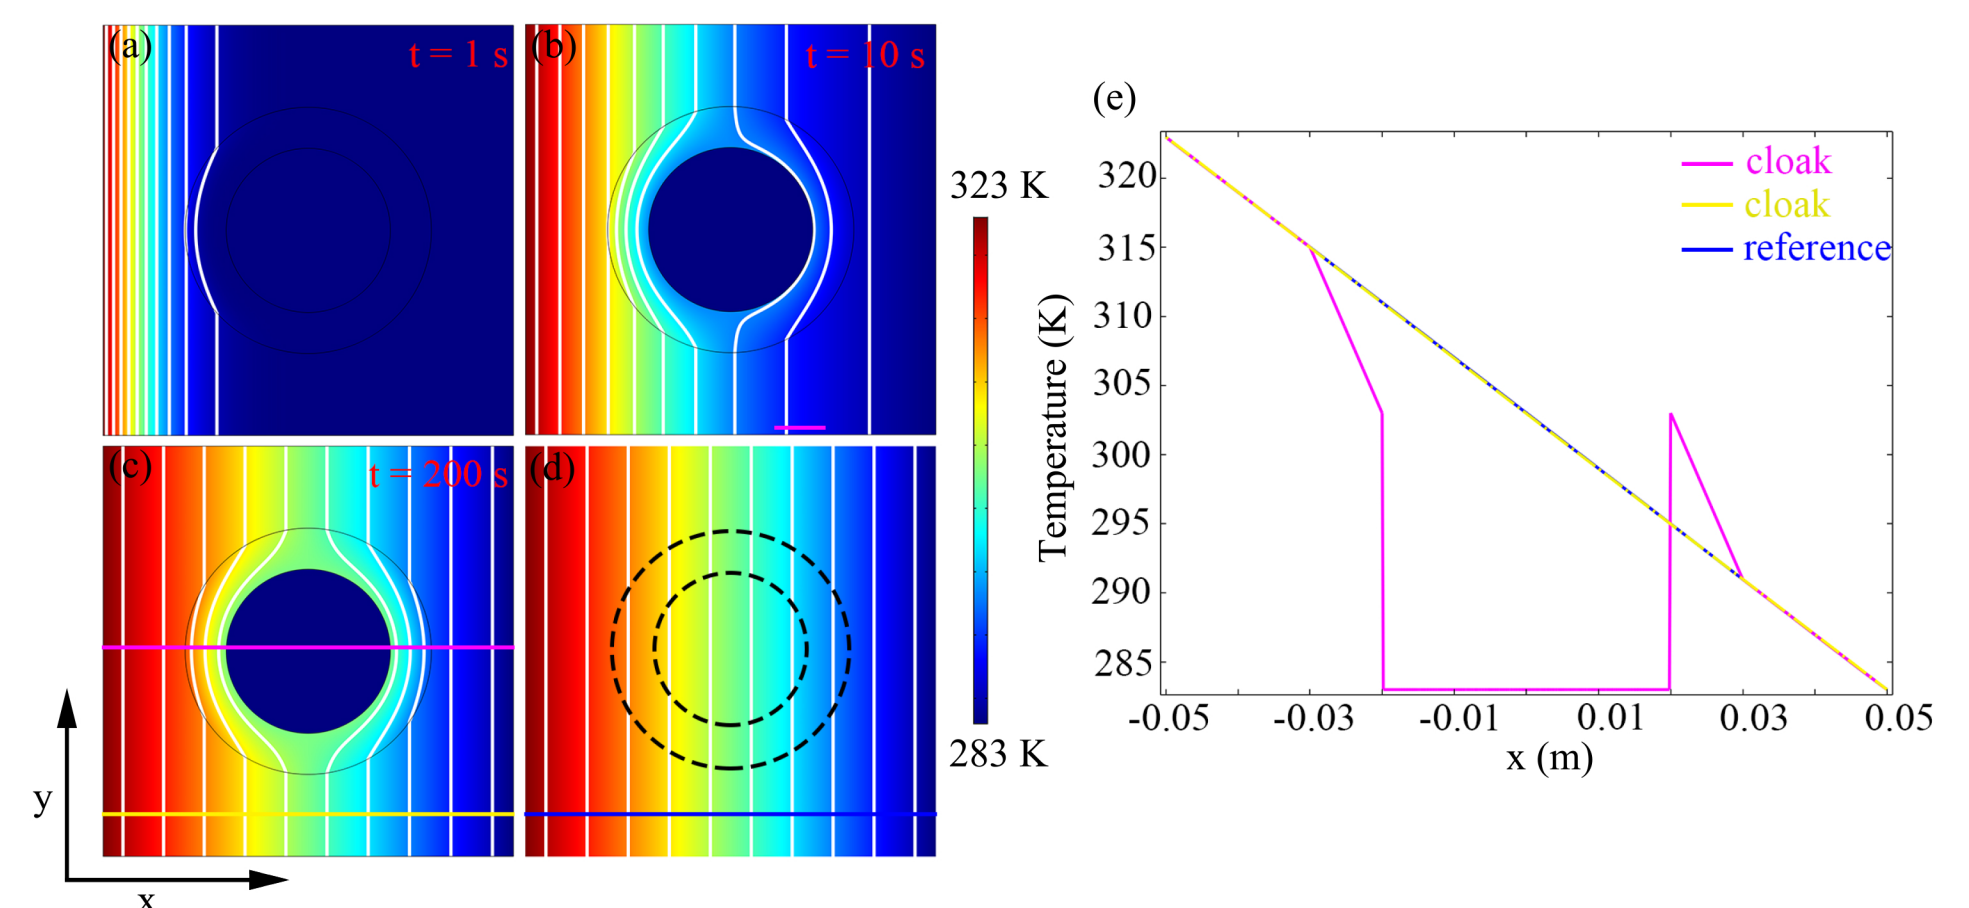 (a)
t = 1 s
(b)
t = 10 s
(c)
t = 200 s
(d)
y
x
323 K
283 K
(e)
cloak
cloak
reference
Temperature (K)
320
315
310
305
300
295
290
285
-0.05 -0.03 -0.01 0.01 0.03 0.05
x (m)